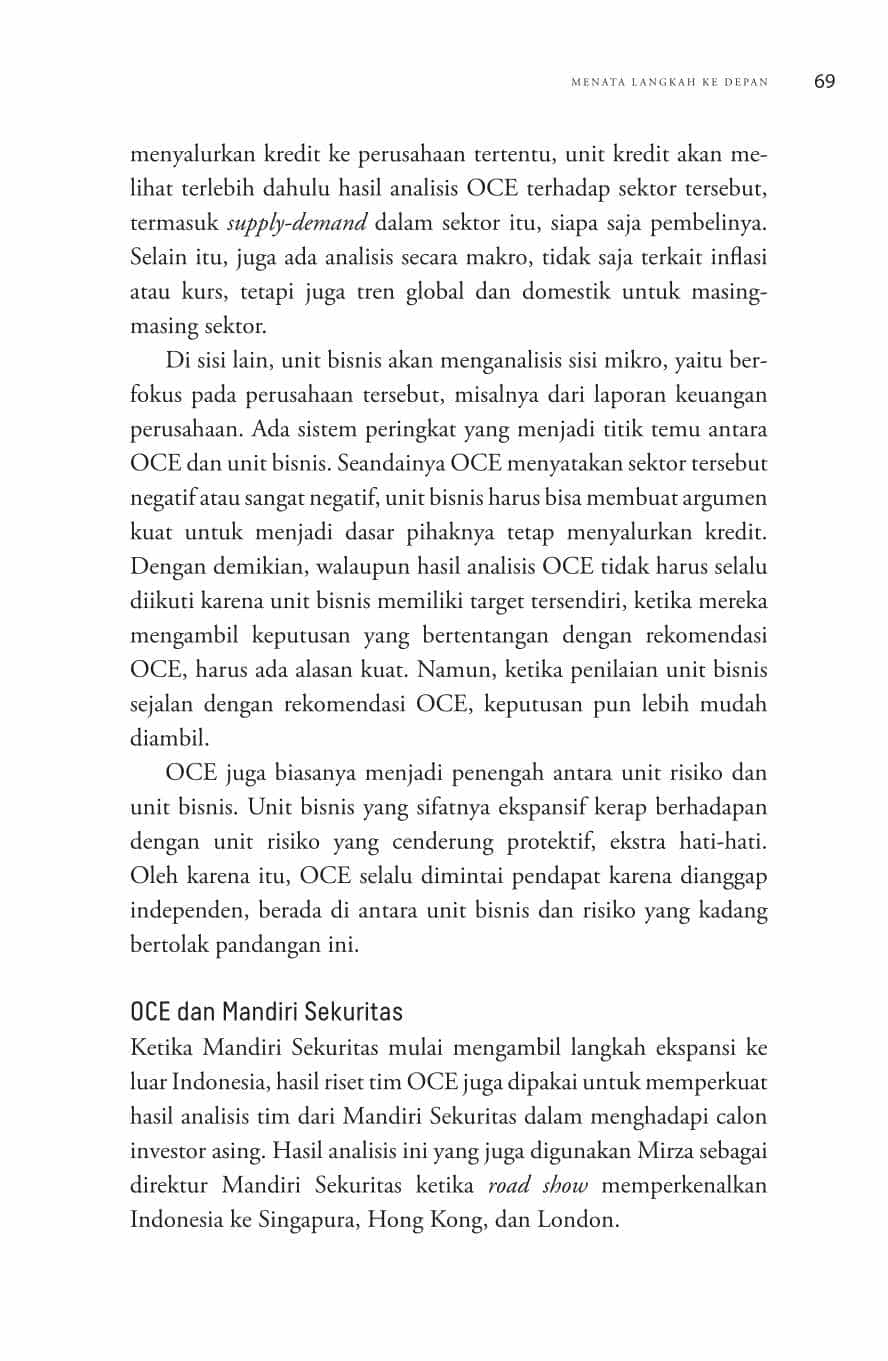 MENATA LANGKAH KE DEPAN 69
menyalurkan kredit ke perusahaan tertentu, unit kredit akan me-
lihat terlebih dahulu hasil analisis OCE terhadap sektor tersebut,
termasuk supply-demand dalam sektor itu, siapa saja pembelinya.
Selain itu, juga ada analisis secara makro, tidak saja terkait inflasi
atau kurs, tetapi juga tren global dan domestik untuk masing-
masing sektor.
Di sisi lain, unit bisnis akan menganalisis sisi mikro, yaitu ber-
fokus pada perusahaan tersebut, misalnya dari laporan keuangan
perusahaan. Ada sistem peringkat yang menjadi titik temu antara
OCE dan unit bisnis. Seandainya OCE menyatakan sektor tersebut
negatif atau sangat negatif, unit bisnis harus bisa membuat argumen
kuat untuk menjadi dasar pihaknya tetap menyalurkan kredit.
Dengan demikian, walaupun hasil analisis OCE tidak harus selalu
diikuti karena unit bisnis memiliki target tersendiri, ketika mereka
mengambil keputusan yang bertentangan dengan rekomendasi
OCE, harus ada alasan kuat. Namun, ketika penilaian unit bisnis
sejalan dengan rekomendasi OCE, keputusan pun lebih mudah
diambil.
OCE juga biasanya menjadi penengah antara unit risiko dan
unit bisnis. Unit bisnis yang sifatnya ekspansif kerap berhadapan
dengan unit risiko yang cenderung protektif, ekstra hati-hati.
Oleh karena itu, OCE selalu dimintai pendapat karena dianggap
independen, berada di antara unit bisnis dan risiko yang kadang
bertolak pandangan ini.
OCE dan Mandiri Sekuritas
Ketika Mandiri Sekuritas mulai mengambil langkah ekspansi ke
luar Indonesia, hasil riset tim OCE juga dipakai untuk memperkuat
hasil analisis tim dari Mandiri Sekuritas dalam menghadapi calon
investor asing. Hasil analisis ini yang juga digunakan Mirza sebagai
direktur Mandiri Sekuritas ketika road show memperkenalkan
Indonesia ke Singapura, Hong Kong, dan London.